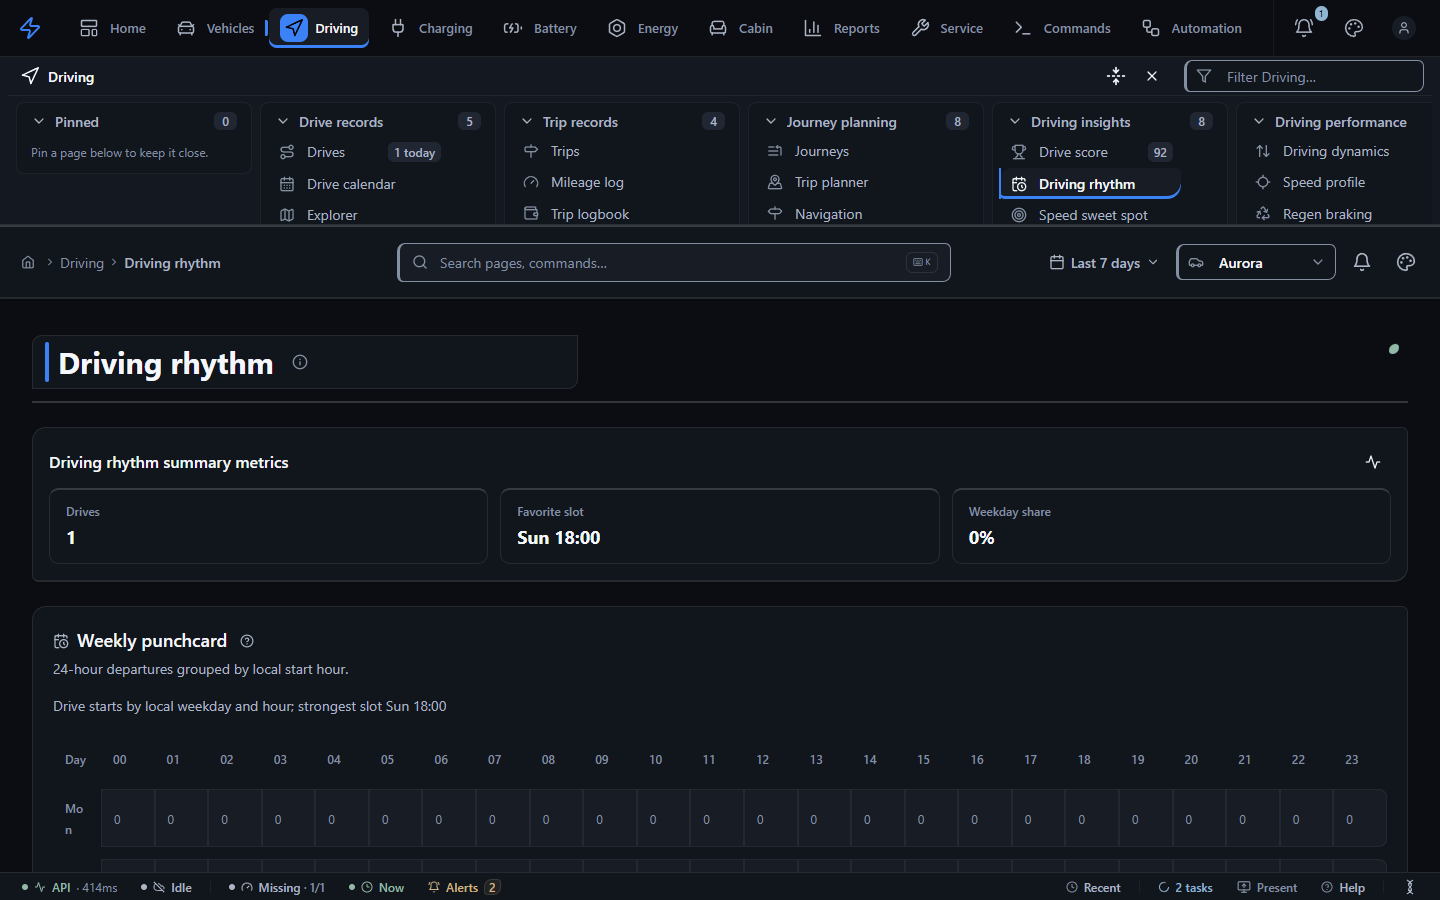 Home Vehicles Driving Charging Battery Energy Cabin Reports Service Commands Automation 1
Driving Filter Driving...
Pinned 0
Pin a page below to keep it close.
Drive records 5
Drives 1 today
Drive calendar
Explorer
Trip records 4
Trips
Mileage log
Trip logbook
Journey planning 8
Journeys
Trip planner
Navigation
Driving insights 8
Drive score 92
Driving rhythm
Speed sweet spot
Driving performance
Driving dynamics
Speed profile
Regen braking
Driving Driving rhythm Search pages, commands... K Last 7 days Aurora
Driving rhythm
Driving rhythm summary metrics
Drives
1
Favorite slot
Sun 18:00
Weekday share
0%
Weekly punchcard
24-hour departures grouped by local start hour.
Drive starts by local weekday and hour; strongest slot Sun 18:00
Day 00 01 02 03 04 05 06 07 08 09 10 11 12 13 14 15 16 17 18 19 20 21 22 23
Mo
n
0 0 0 0 0 0 0 0 0 0 0 0 0 0 0 0 0 0 0 0 0 0 0 0
API · 414ms Idle Missing · 1/1 Now Alerts 2 Recent 2 tasks Present Help